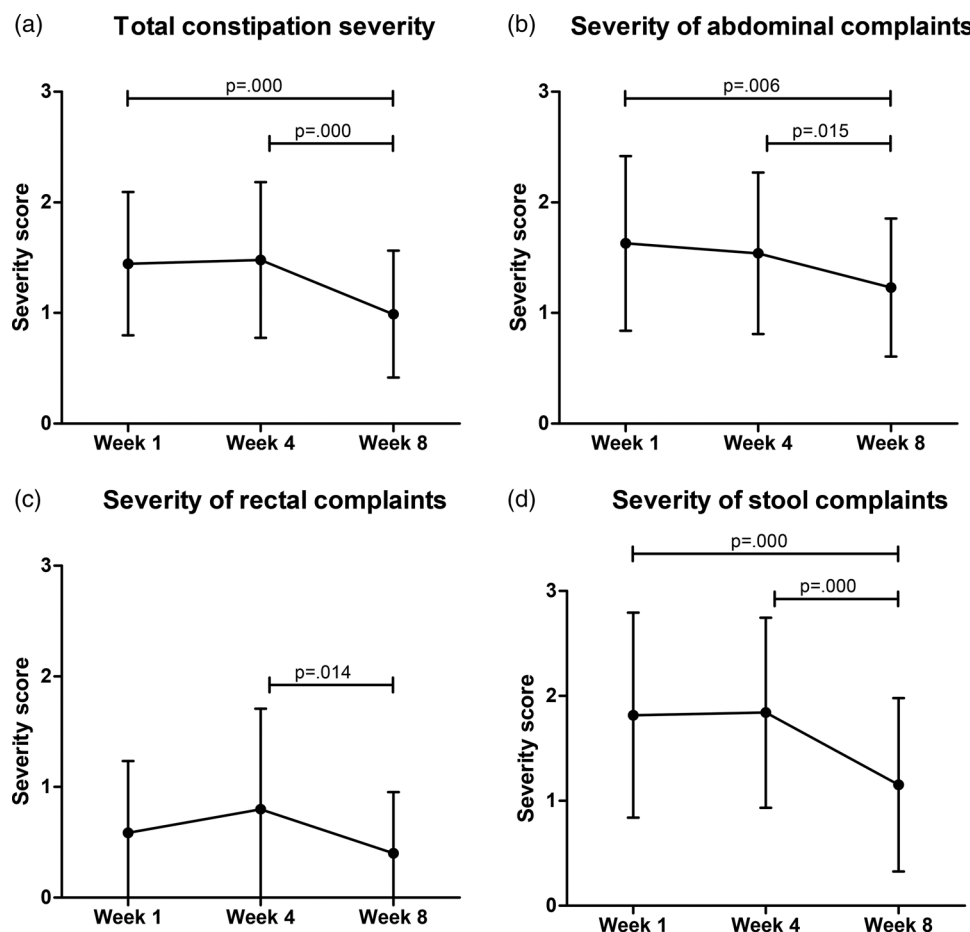 (a) Total constipation severity
p=.000
p=.000
Severity score
3
2
1
0
Week 1 Week 4 Week 8
(b) Severity of abdominal complaints
p=.006
p=.015
Severity score
3
2
1
0
Week 1 Week 4 Week 8
(c) Severity of rectal complaints
p=.014
Severity score
3
2
1
0
Week 1 Week 4 Week 8
(d) Severity of stool complaints
p=.000
p=.000
Severity score
3
2
1
0
Week 1 Week 4 Week 8